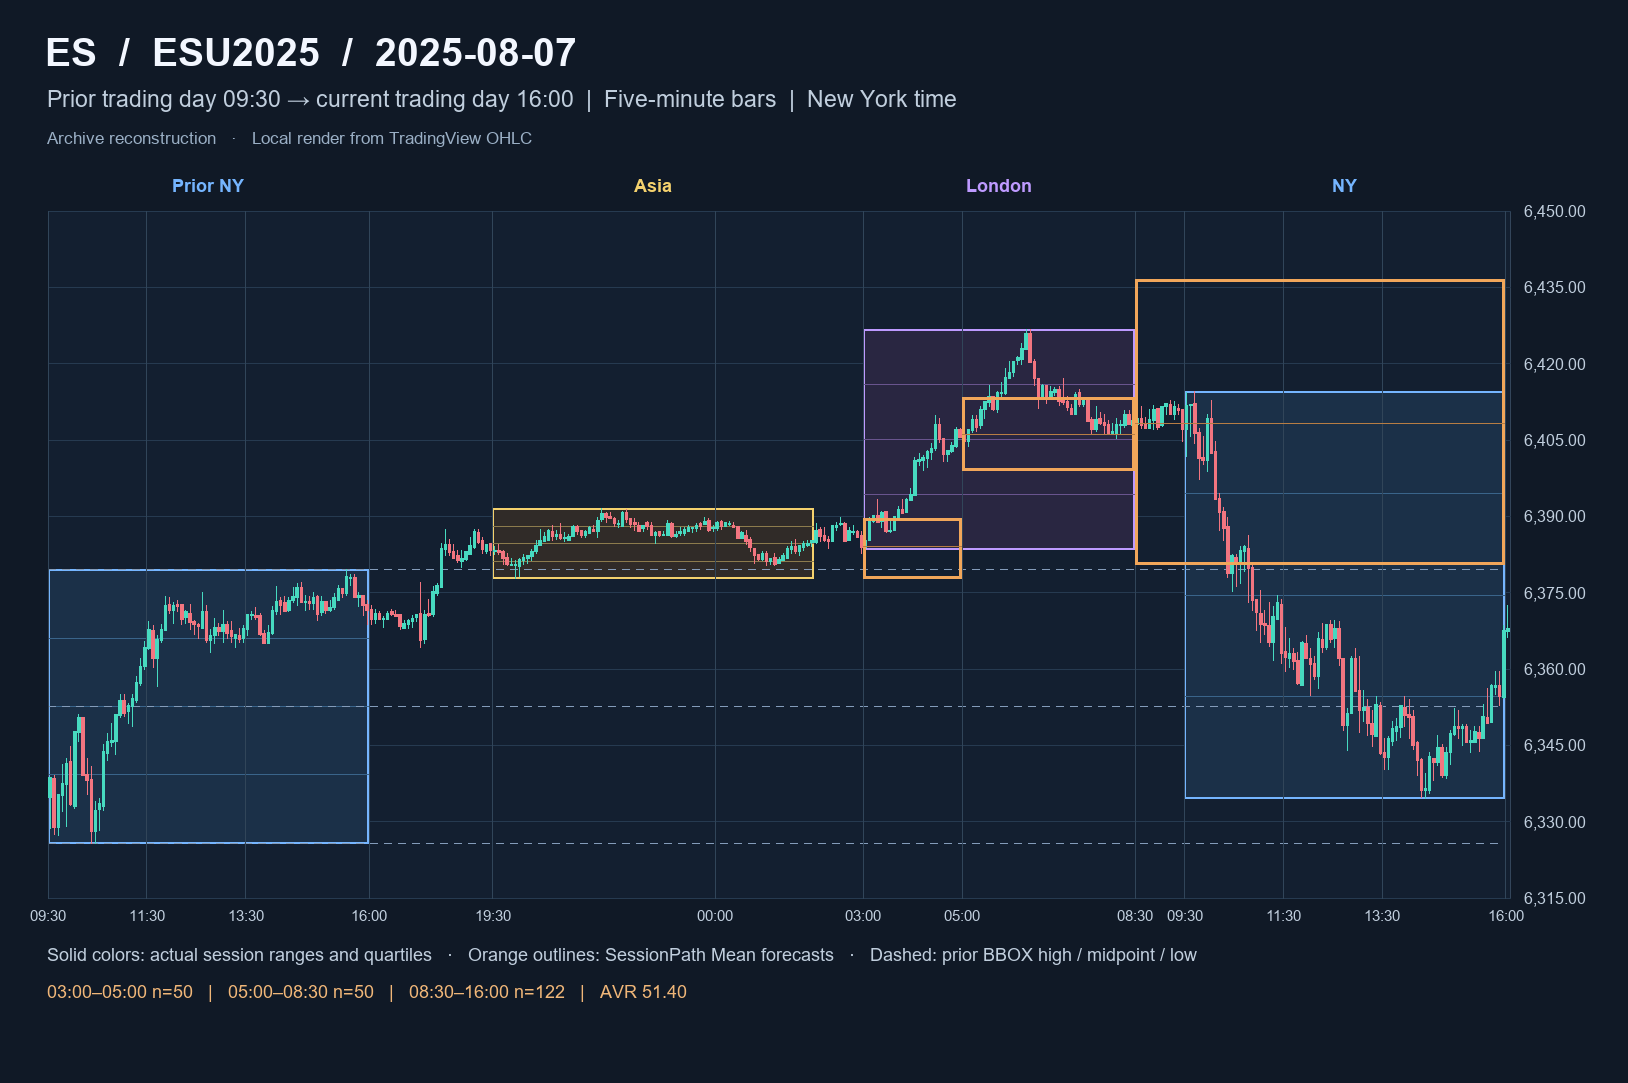 ES / ESU2025 / 2025-08-07
Prior trading day 09:30 → current trading day 16:00 | Five-minute bars | New York time
Archive reconstruction · Local render from TradingView OHLC
Prior NY Asia London NY
6,450.00
6,435.00
6,420.00
6,405.00
6,390.00
6,375.00
6,360.00
6,345.00
6,330.00
6,315.00
09:30 11:30 13:30 16:00 19:30 00:00 03:00 05:00 08:30 09:30 11:30 13:30 16:00
Solid colors: actual session ranges and quartiles · Orange outlines: SessionPath Mean forecasts · Dashed: prior BBOX high / midpoint / low
03:00–05:00 n=50 | 05:00–08:30 n=50 | 08:30–16:00 n=122 | AVR 51.40